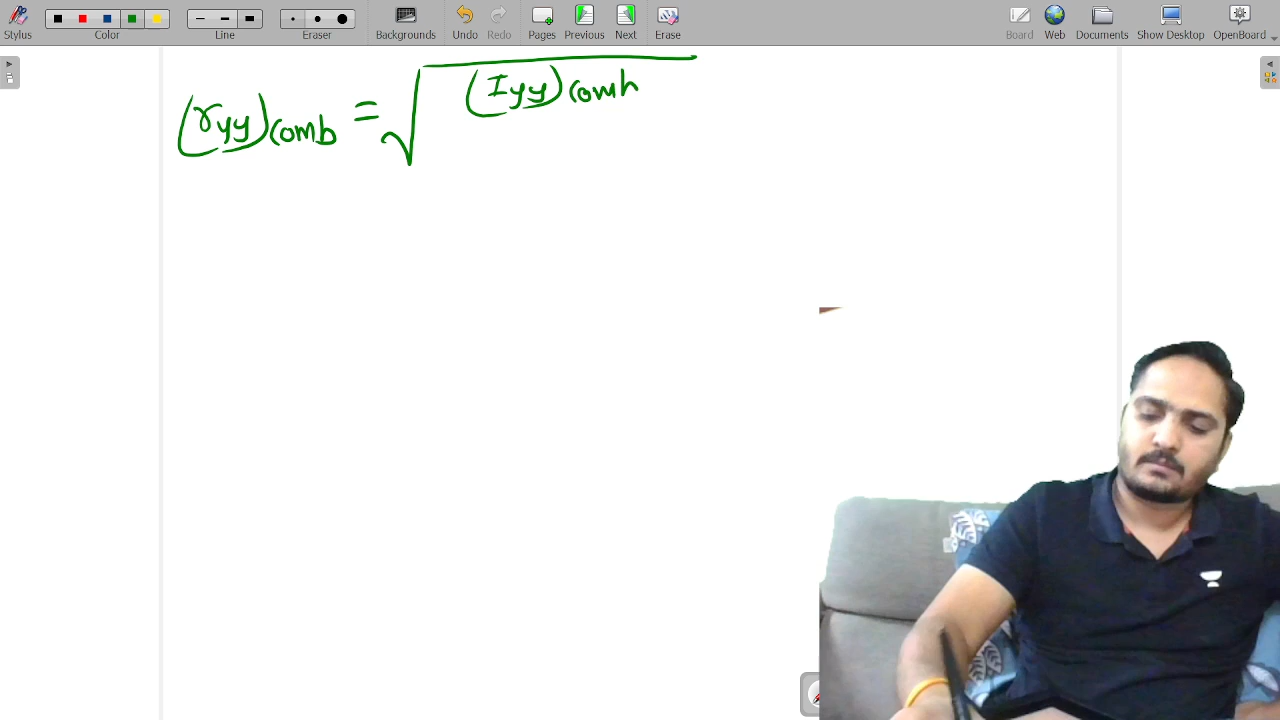 Stylus Color Line Eraser Backgrounds Undo Redo Pages Previous Next Erase Board Web Documents Show Desktop OpenBoard
(ryy)comb = √(Iyy)comb